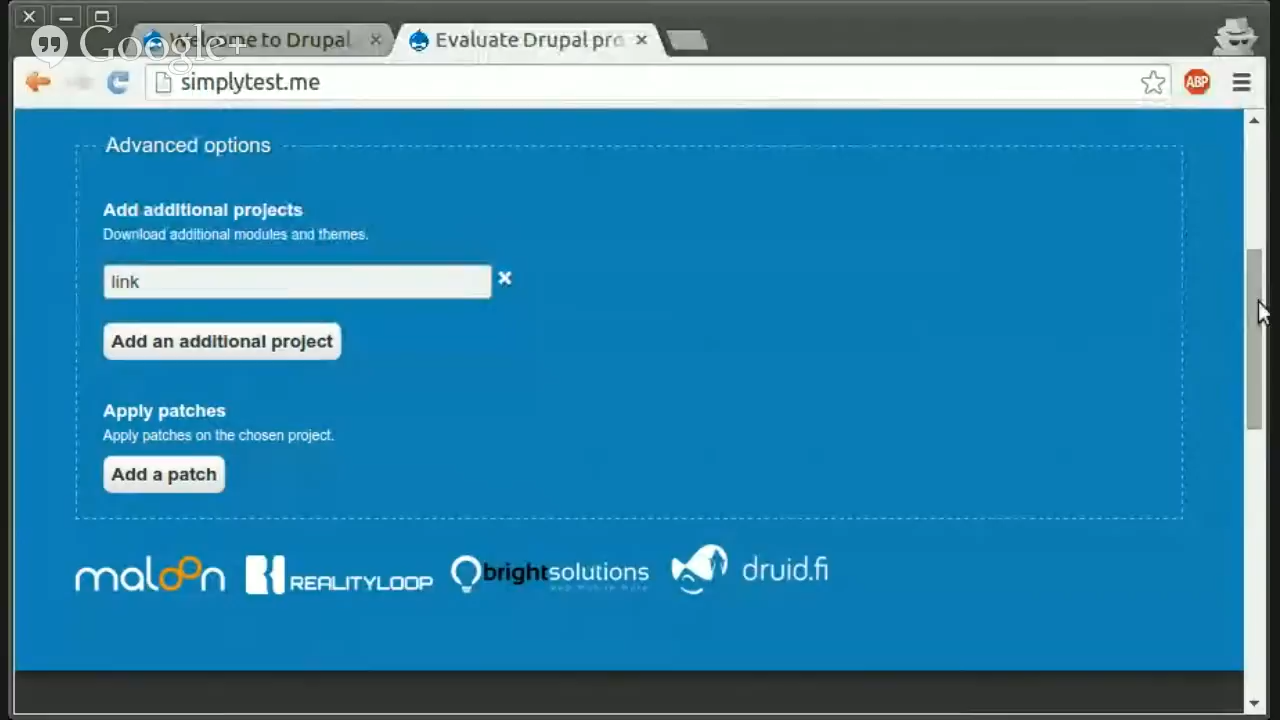 Google+
Welcome to Drupal
Evaluate Drupal pro
simplytest.me
ABP
Advanced options
Add additional projects
Download additional modules and themes.
link
Add an additional project
Apply patches
Apply patches on the chosen project.
Add a patch
maloon
REALITYLOOP
brightsolutions
druid.fi